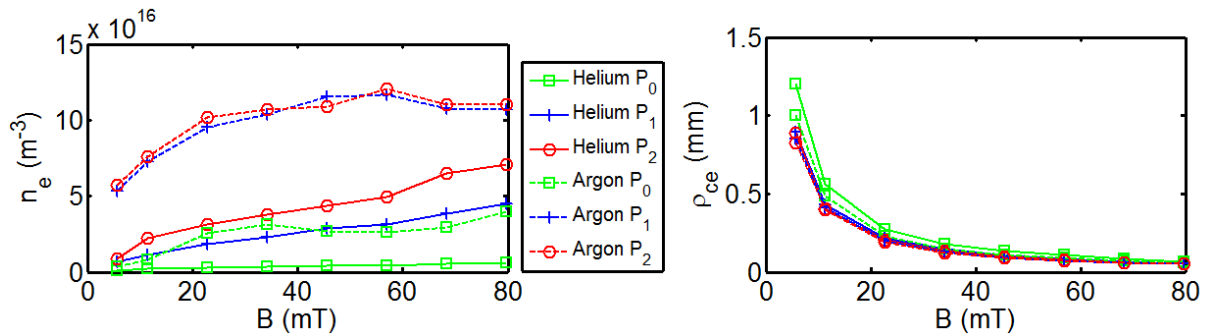 x 10^16
15
10
5
0
n_e (m^-3)
0 20 40 60 80
B (mT)
Helium P_0
Helium P_1
Helium P_2
Argon P_0
Argon P_1
Argon P_2
1.5
1
0.5
0
ρ_ce (mm)
0 20 40 60 80
B (mT)